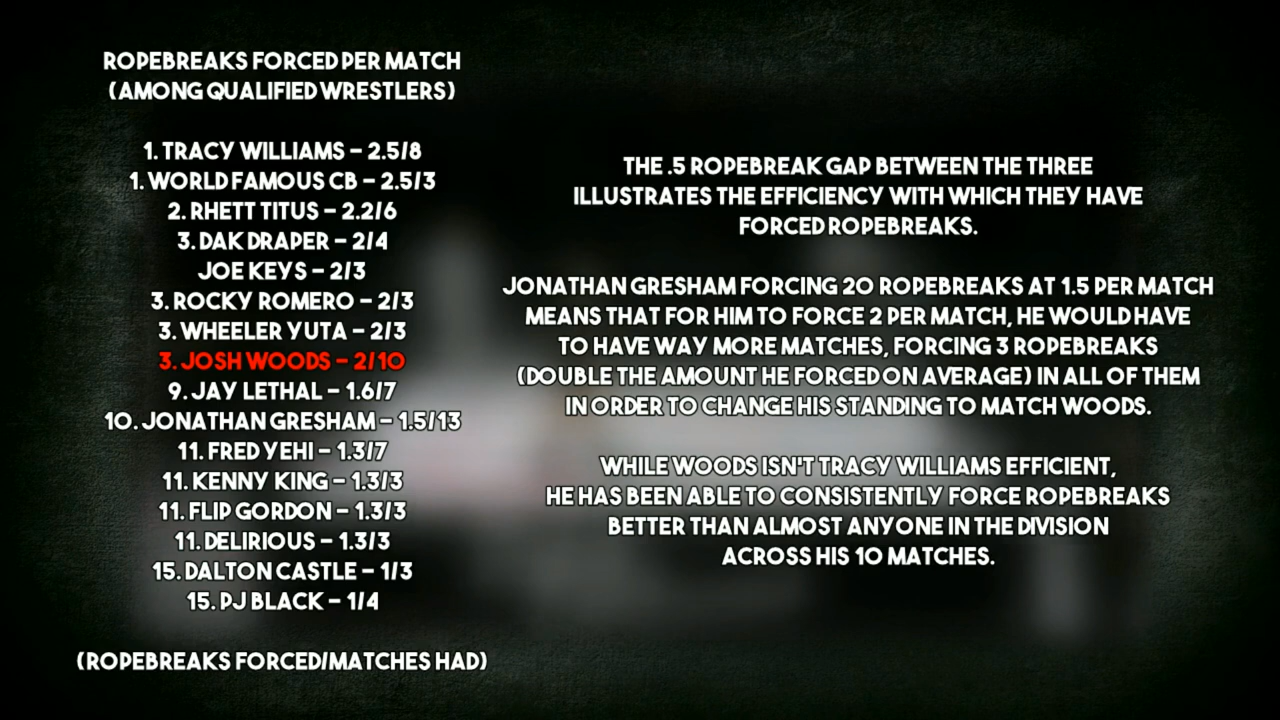 ROPEBREAKS FORCED PER MATCH
(AMONG QUALIFIED WRESTLERS)
1. TRACY WILLIAMS – 2.5/8
1. WORLD FAMOUS CB – 2.5/3
2. RHETT TITUS – 2.2/6
3. DAK DRAPER – 2/4
JOE KEYS – 2/3
3. ROCKY ROMERO – 2/3
3. WHEELER YUTA – 2/3
3. JOSH WOODS – 2/10
9. JAY LETHAL – 1.6/7
10. JONATHAN GRESHAM – 1.5/13
11. FRED YEHI – 1.3/7
11. KENNY KING – 1.3/3
11. FLIP GORDON – 1.3/3
11. DELIRIOUS – 1.3/3
15. DALTON CASTLE – 1/3
15. PJ BLACK – 1/4
(ROPEBREAKS FORCED/MATCHES HAD)
THE .5 ROPEBREAK GAP BETWEEN THE THREE
ILLUSTRATES THE EFFICIENCY WITH WHICH THEY HAVE
FORCED ROPEBREAKS.
JONATHAN GRESHAM FORCING 20 ROPEBREAKS AT 1.5 PER MATCH
MEANS THAT FOR HIM TO FORCE 2 PER MATCH, HE WOULD HAVE
TO HAVE WAY MORE MATCHES, FORCING 3 ROPEBREAKS
(DOUBLE THE AMOUNT HE FORCED ON AVERAGE) IN ALL OF THEM
IN ORDER TO CHANGE HIS STANDING TO MATCH WOODS.
WHILE WOODS ISN'T TRACY WILLIAMS EFFICIENT,
HE HAS BEEN ABLE TO CONSISTENTLY FORCE ROPEBREAKS
BETTER THAN ALMOST ANYONE IN THE DIVISION
ACROSS HIS 10 MATCHES.